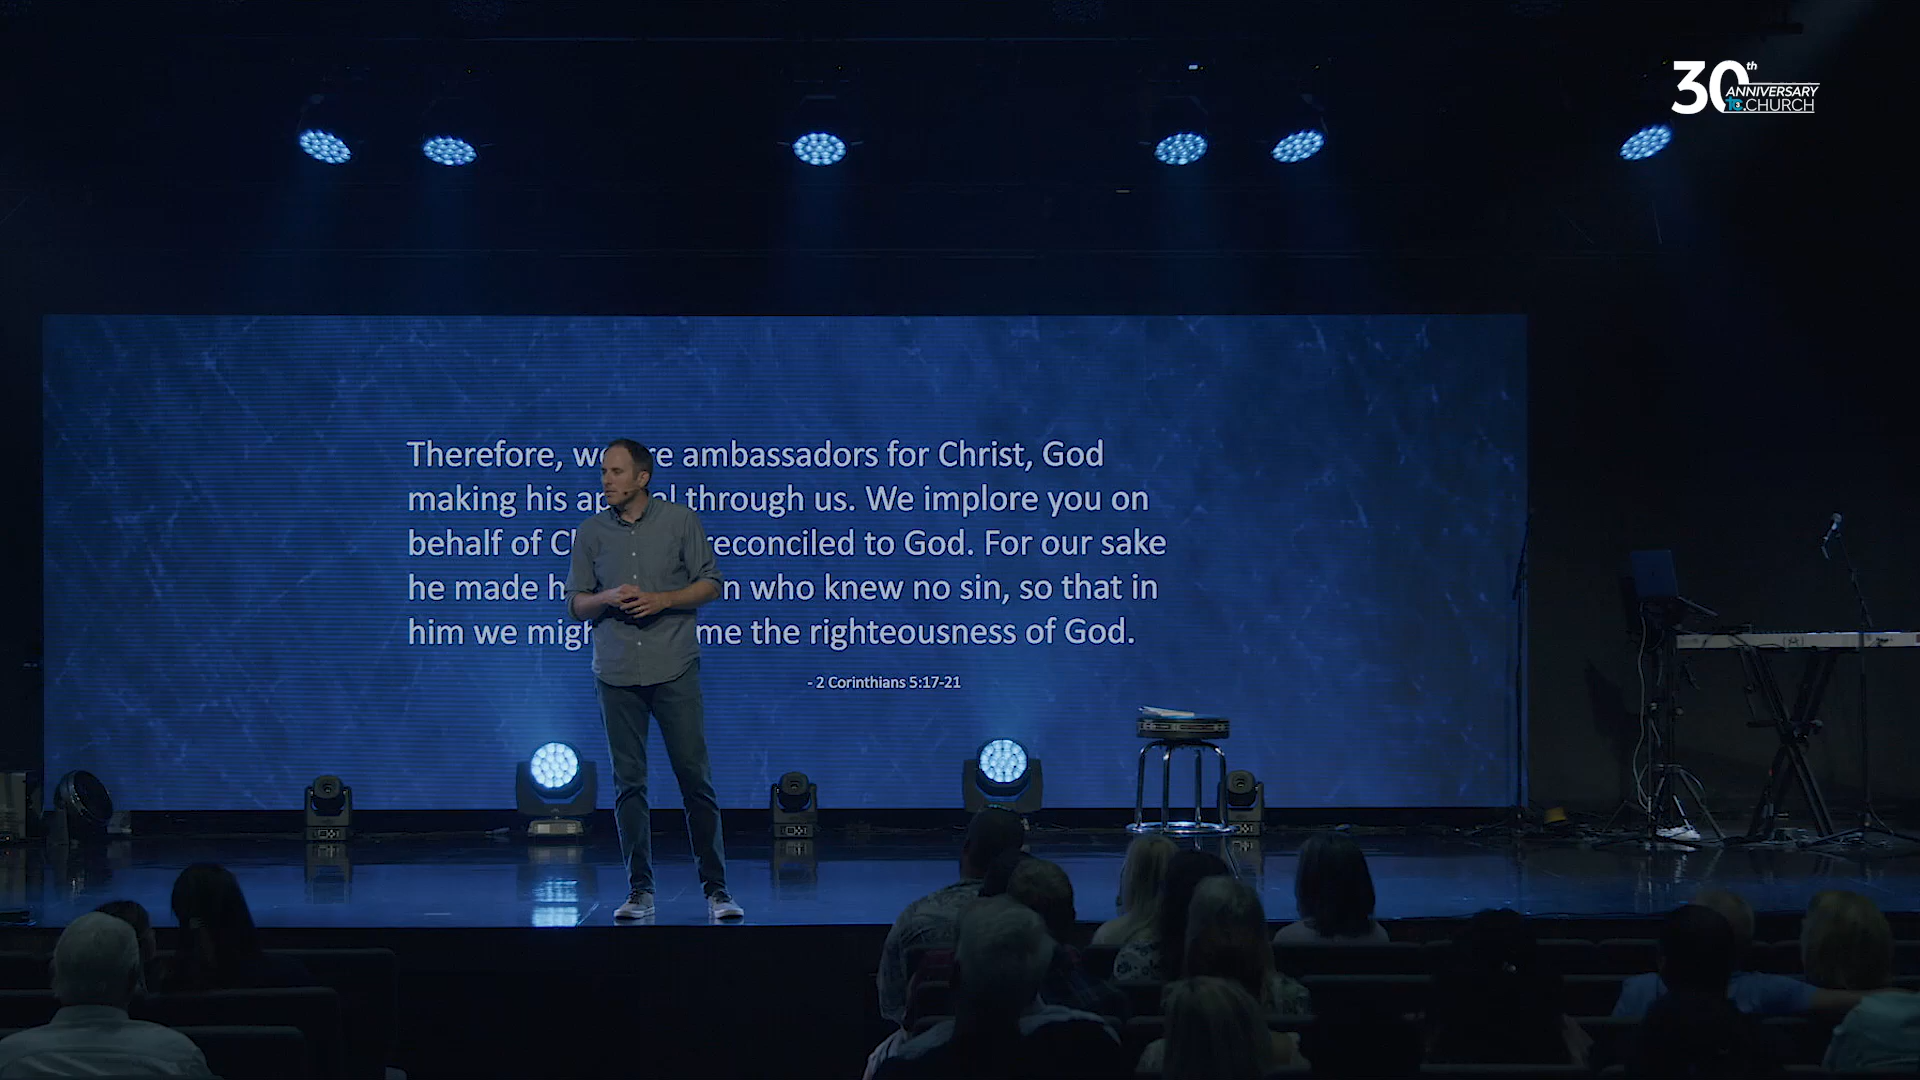 30th
ANNIVERSARY
CHURCH
Therefore, we are ambassadors for Christ, God
making his appeal through us. We implore you on
behalf of reconciled to God. For our sake
he made who knew no sin, so that in
him we the righteousness of God.
- 2 Corinthians 5:17-21